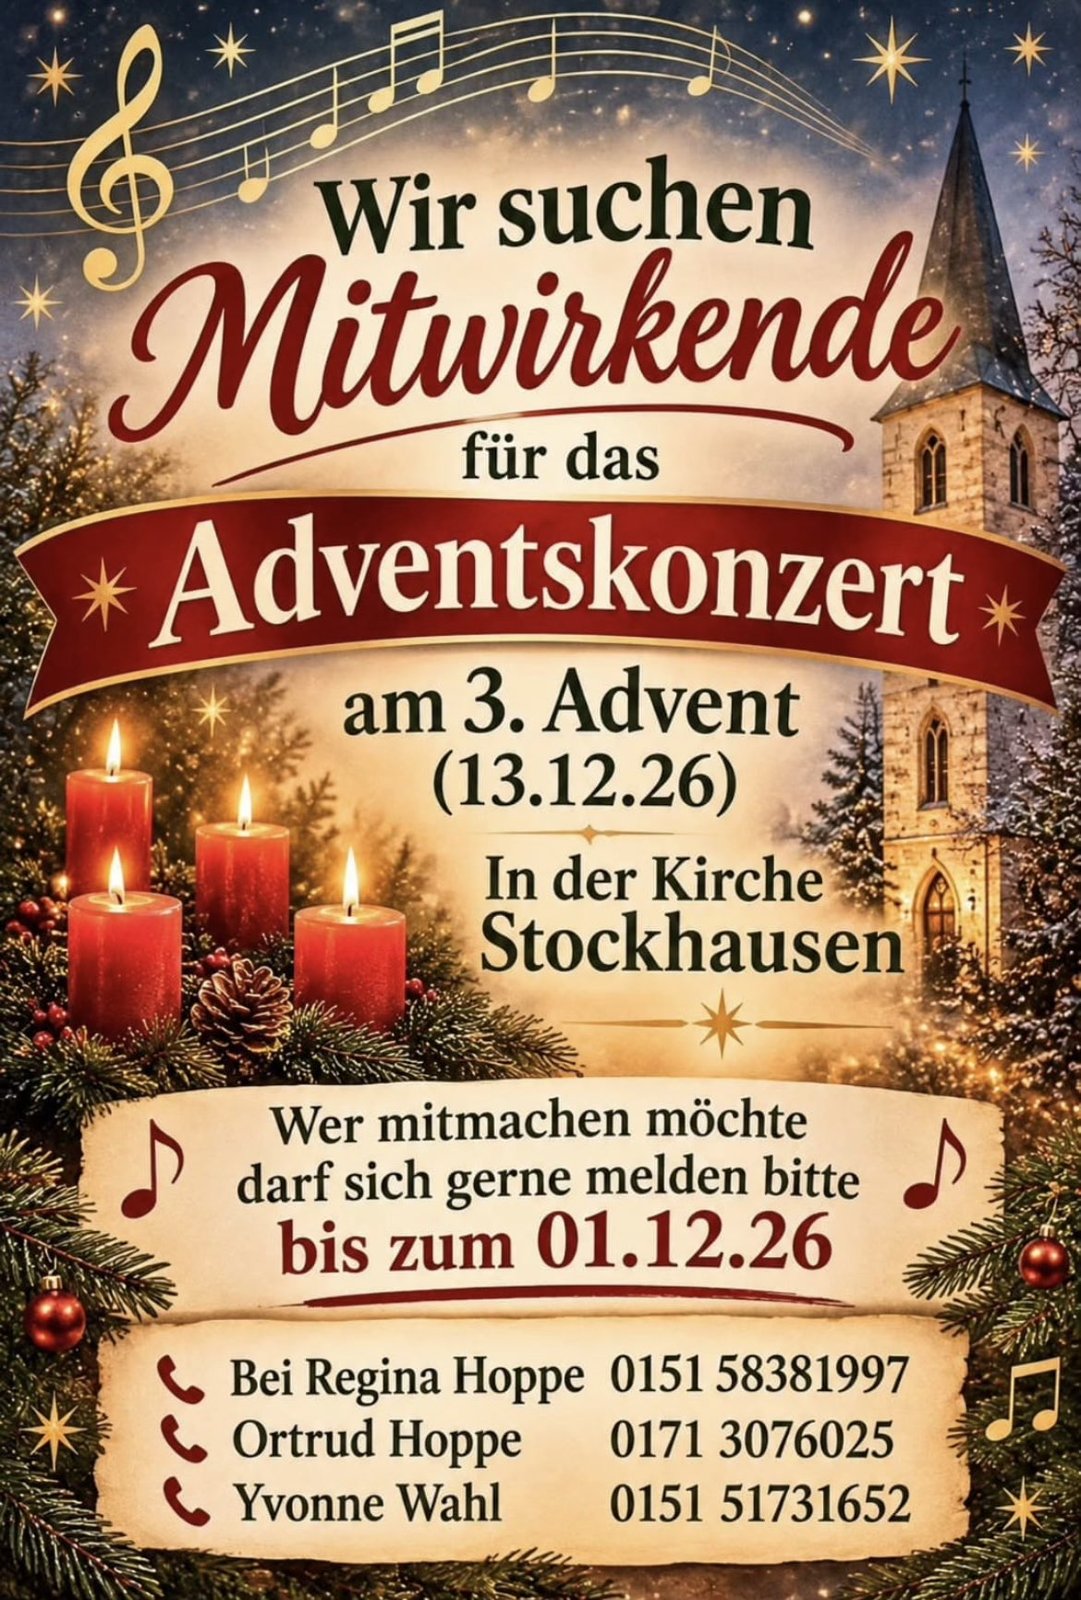 Wir suchen
Mitwirkende
für das
Adventskonzert
am 3. Advent
(13.12.26)
In der Kirche
Stockhausen
Wer mitmachen möchte
darf sich gerne melden bitte
bis zum 01.12.26
Bei Regina Hoppe 0151 58381997
Ortrud Hoppe 0171 3076025
Yvonne Wahl 0151 51731652